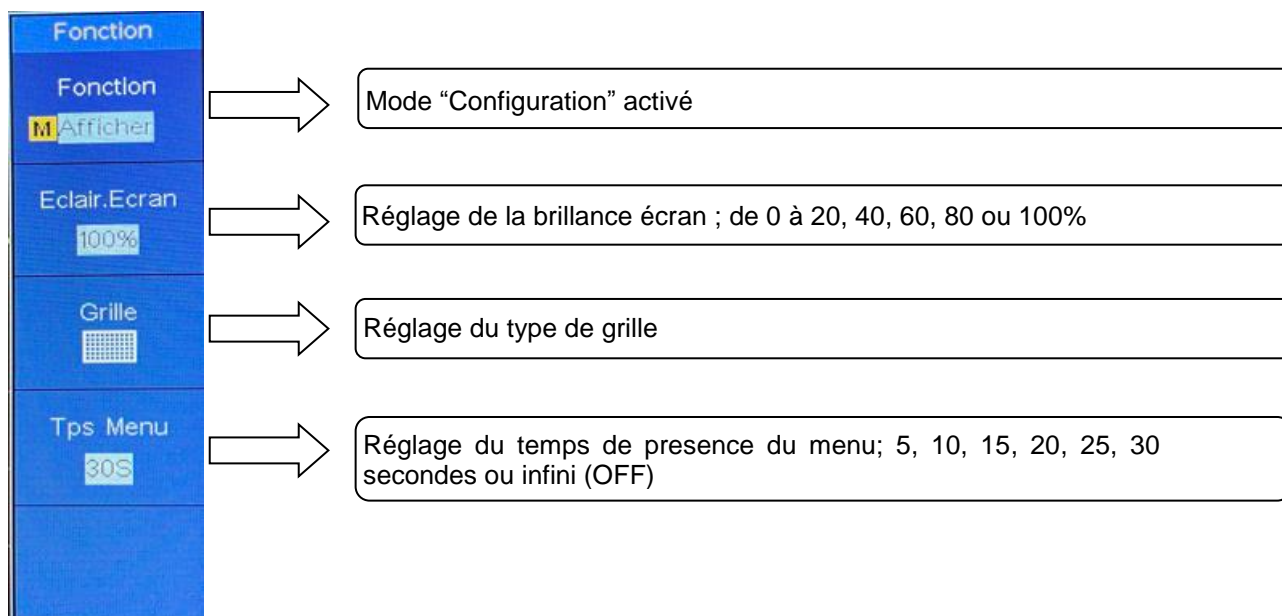 Fonction
Fonction
M Afficher
Mode “Configuration” activé
Eclair.Ecran
100%
Réglage de la brillance écran ; de 0 à 20, 40, 60, 80 ou 100%
Grille
Réglage du type de grille
Tps Menu
30S
Réglage du temps de presence du menu; 5, 10, 15, 20, 25, 30
secondes ou infini (OFF)